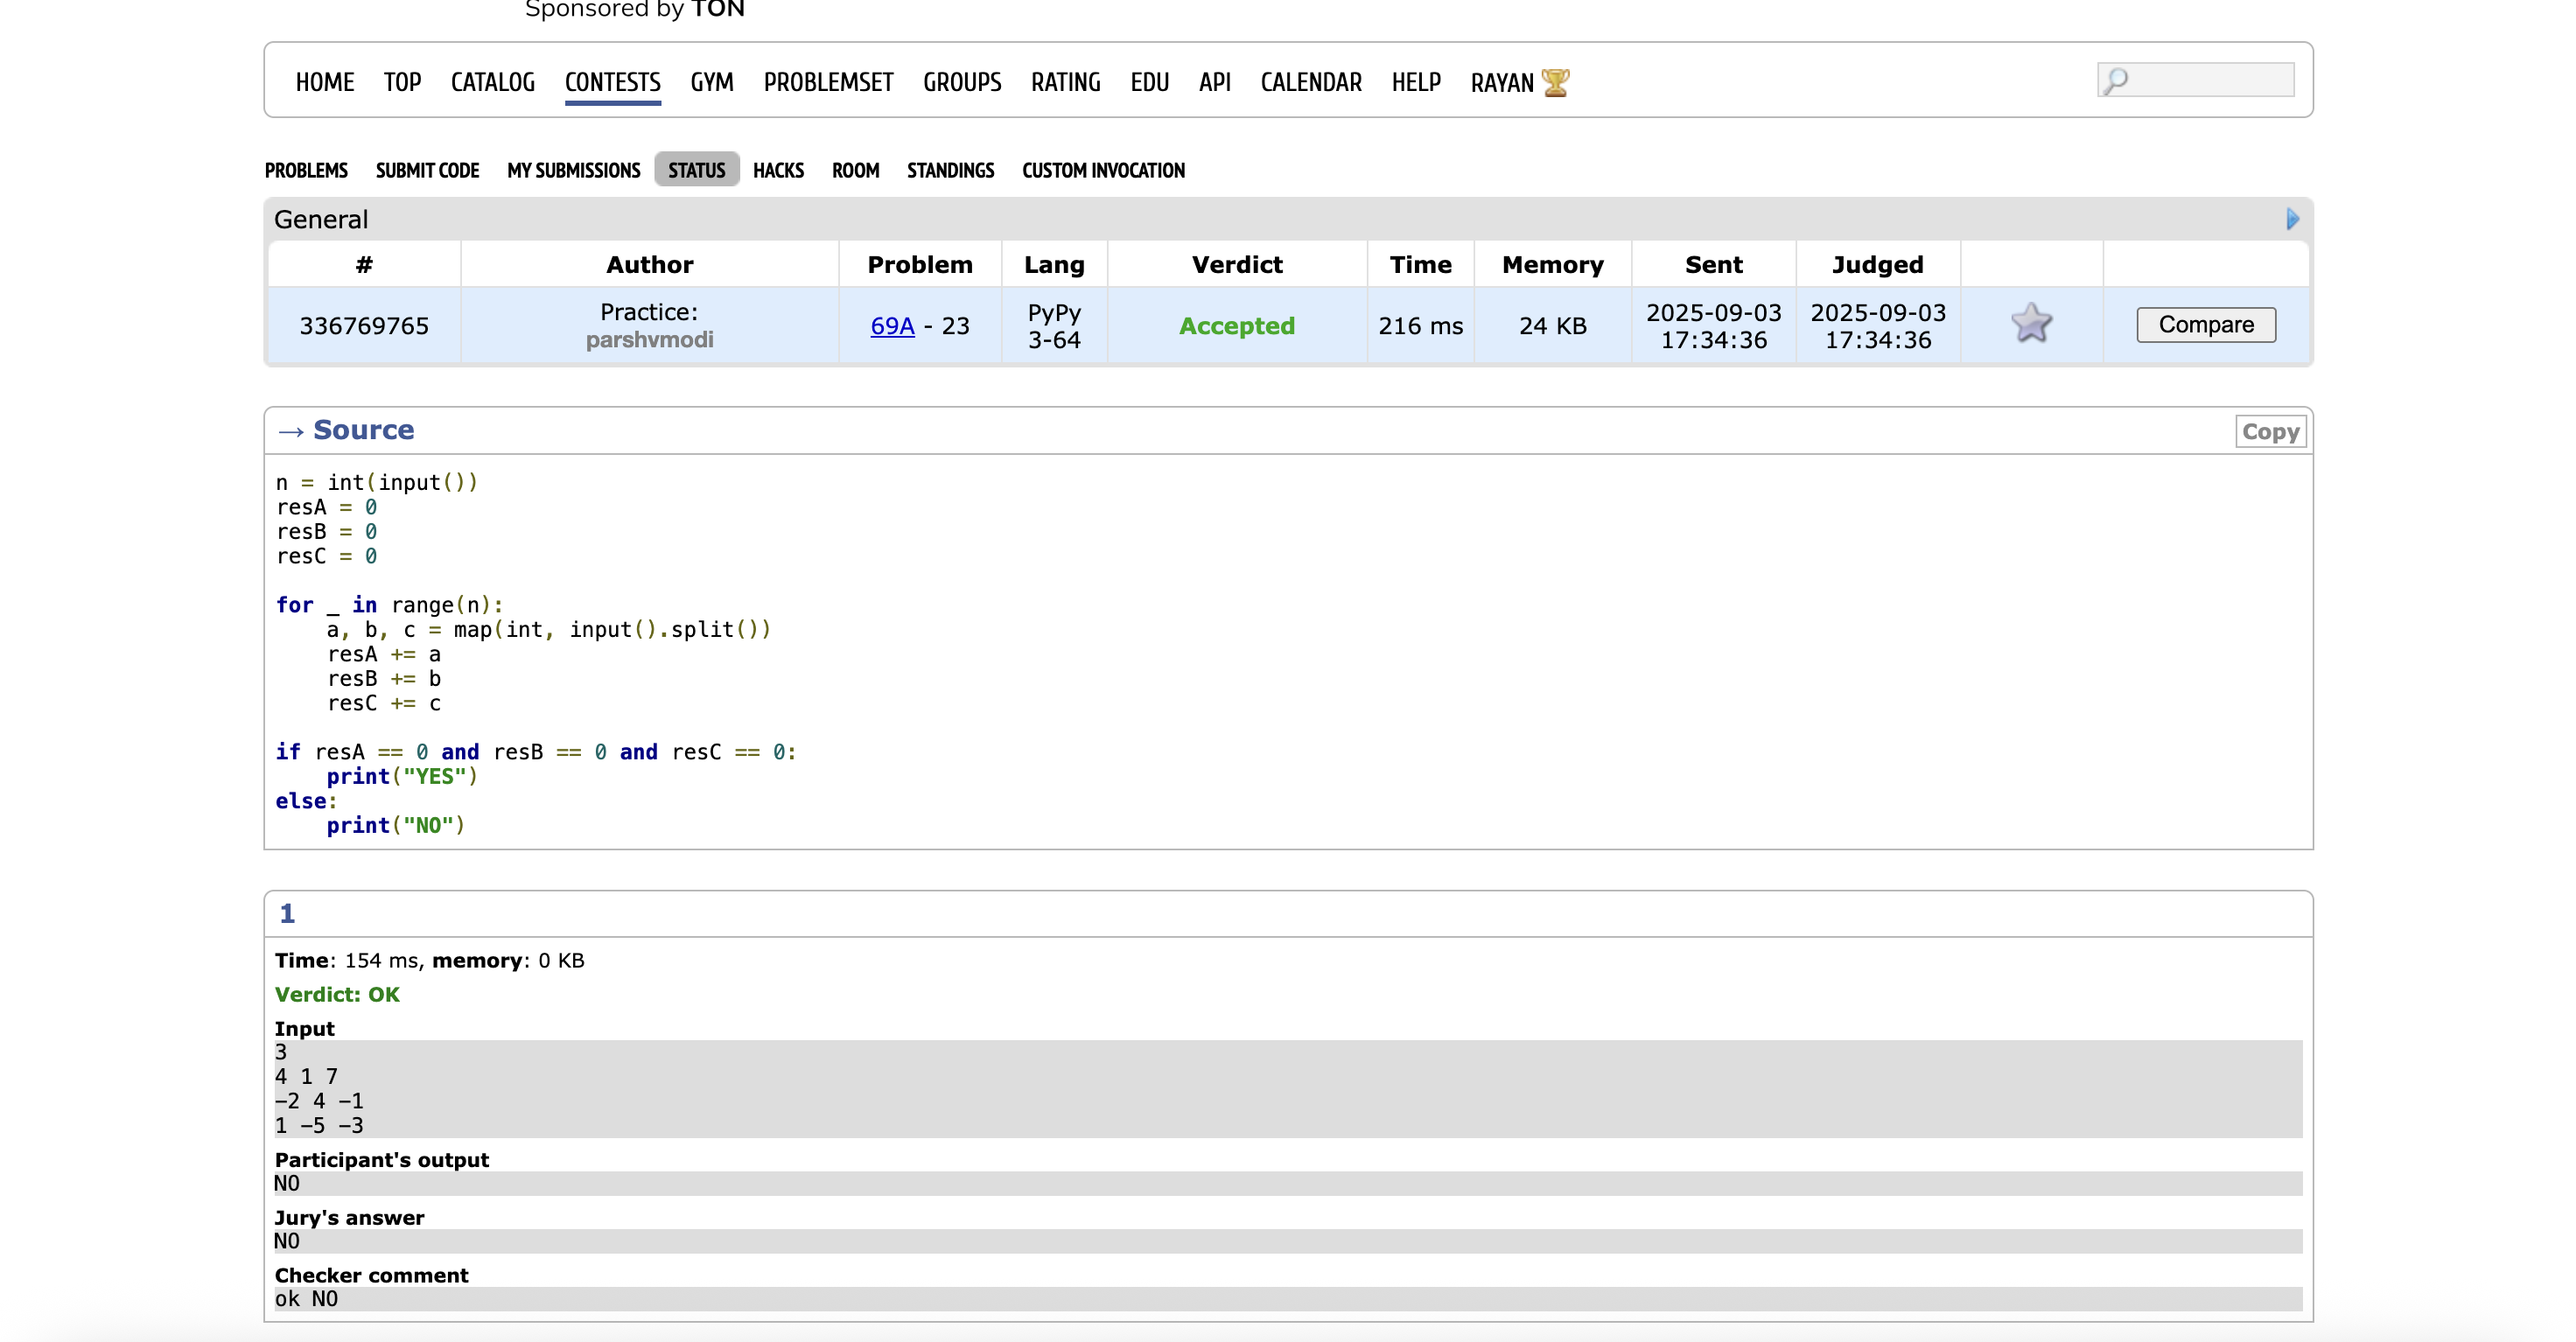 Sponsored by TON
HOME TOP CATALOG CONTESTS GYM PROBLEMSET GROUPS RATING EDU API CALENDAR HELP RAYAN
PROBLEMS SUBMIT CODE MY SUBMISSIONS STATUS HACKS ROOM STANDINGS CUSTOM INVOCATION
General
# Author Problem Lang Verdict Time Memory Sent Judged
336769765 Practice: parshvmodi 69A - 23 PyPy 3-64 Accepted 216 ms 24 KB 2025-09-03 17:34:36 2025-09-03 17:34:36 Compare
→ Source Copy
n = int(input())
resA = 0
resB = 0
resC = 0
for _ in range(n):
    a, b, c = map(int, input().split())
    resA += a
    resB += b
    resC += c
if resA == 0 and resB == 0 and resC == 0:
    print("YES")
else:
    print("NO")
1
Time: 154 ms, memory: 0 KB
Verdict: OK
Input
3
4 1 7
-2 4 -1
1 -5 -3
Participant's output
NO
Jury's answer
NO
Checker comment
ok NO